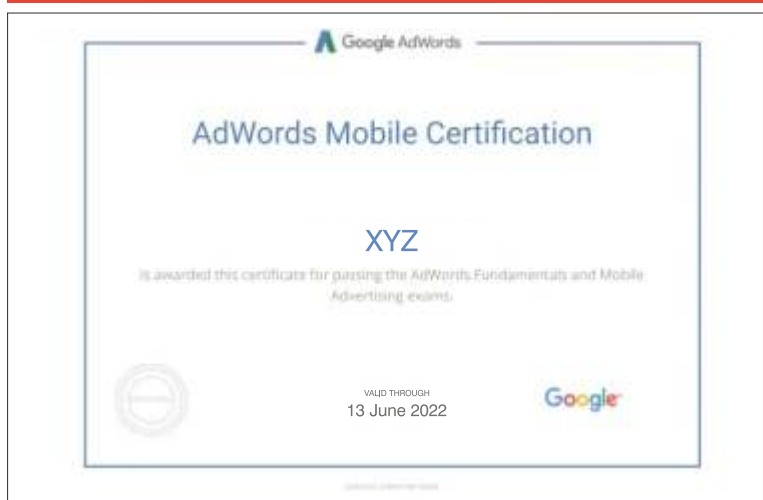 Google AdWords
AdWords Mobile Certification
XYZ
is awarded this certificate for passing the AdWords Fundamentals and Mobile
Advertising exams.
VALID THROUGH
13 June 2022
Google